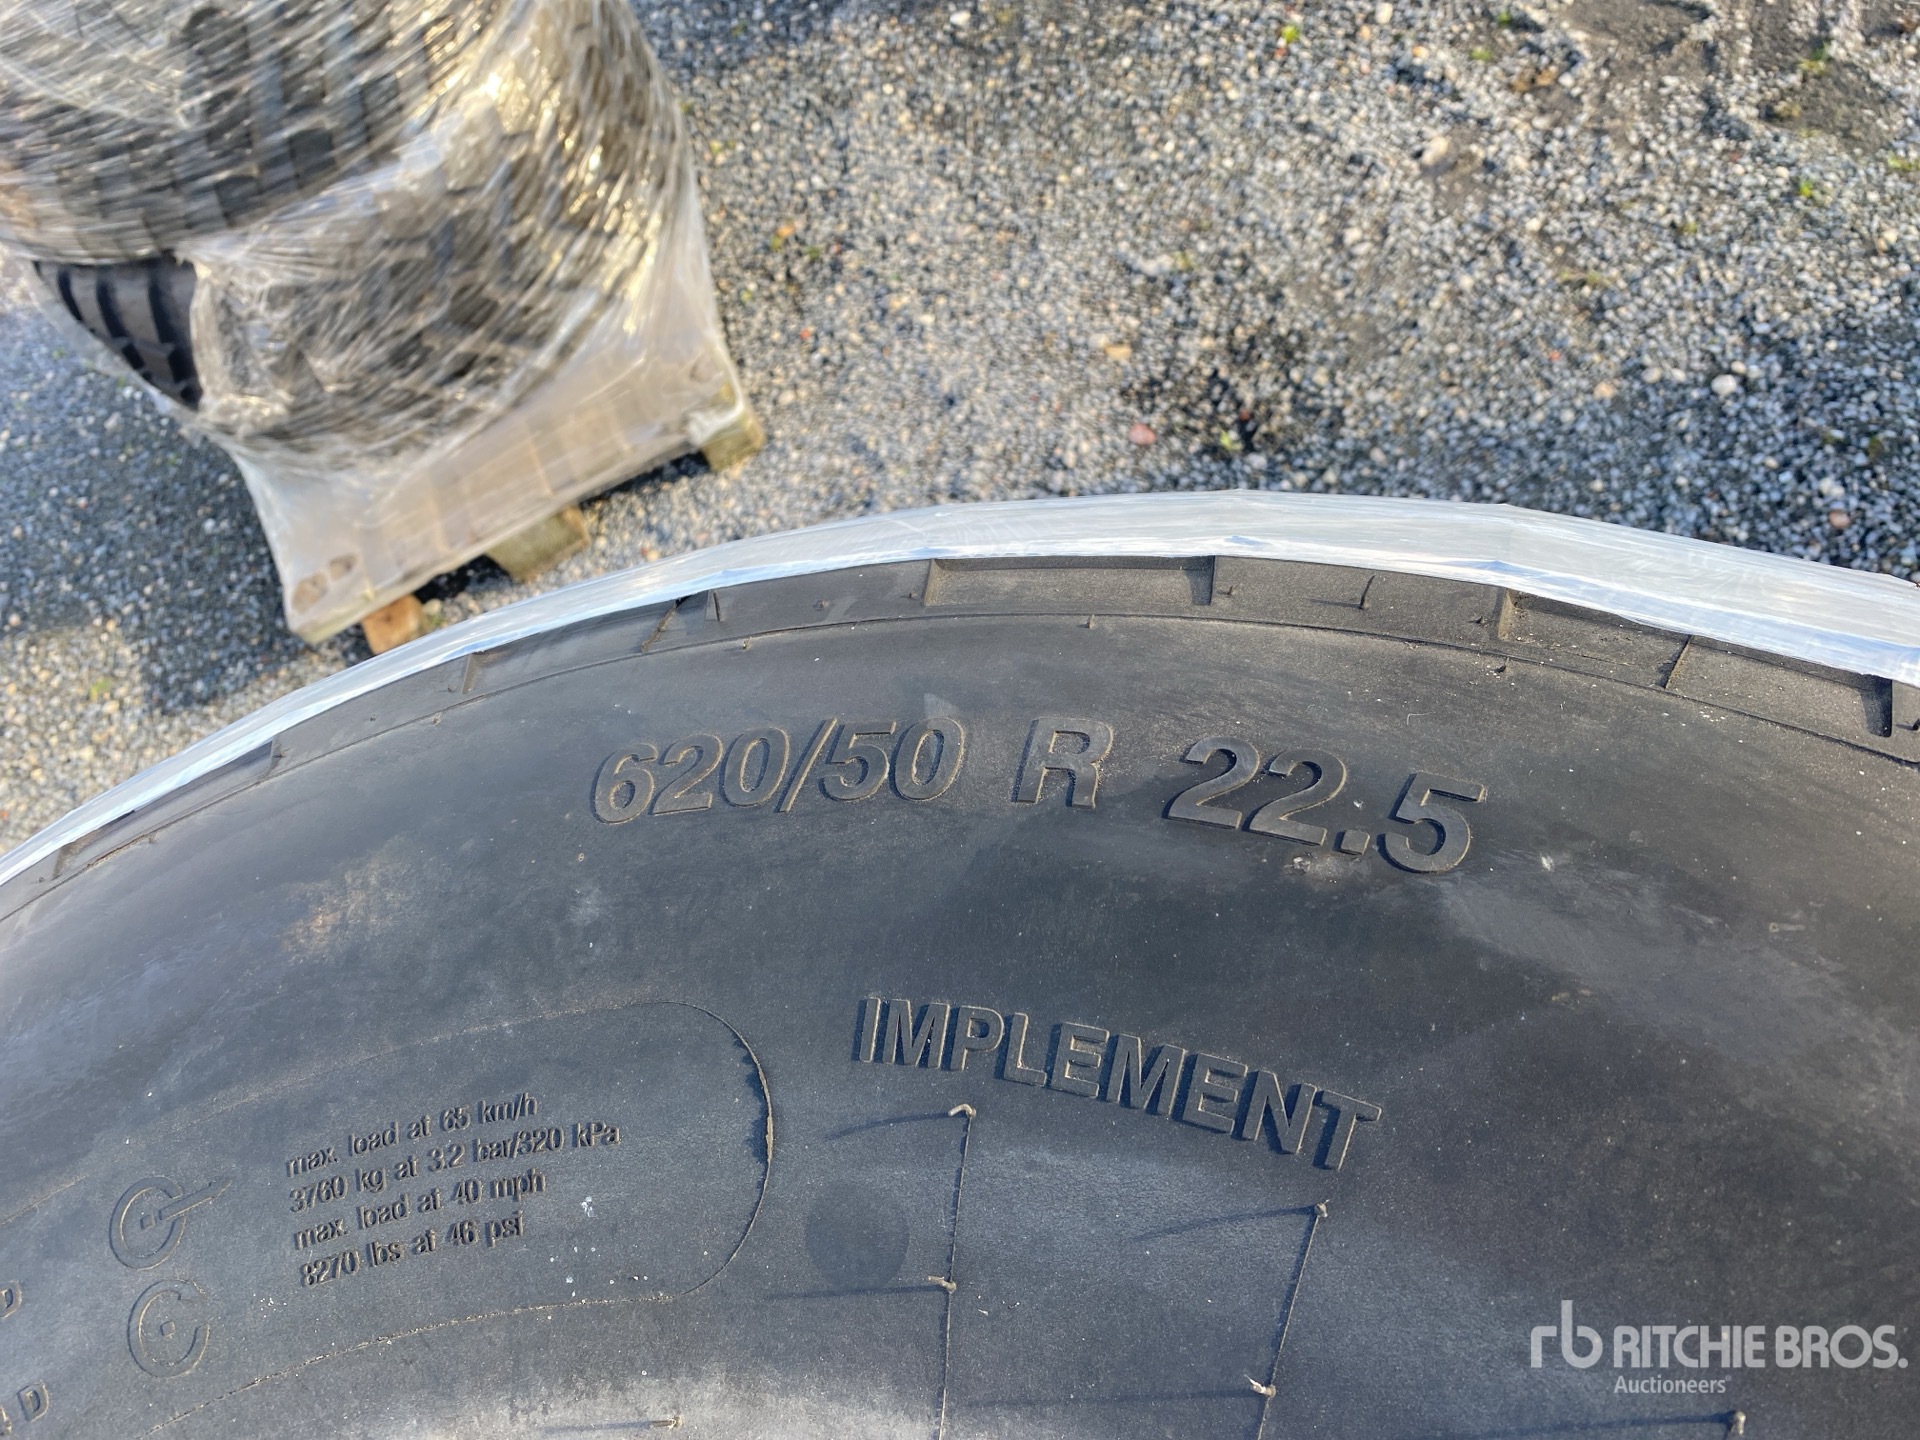 620/50 R 22.5
IMPLEMENT
max. load at 65 km/h
3760 kg at 3.2 bar/320 kPa
max. load at 40 mph
8270 lbs at 46 psi
D
D
rb RITCHIE BROS.
Auctioneers